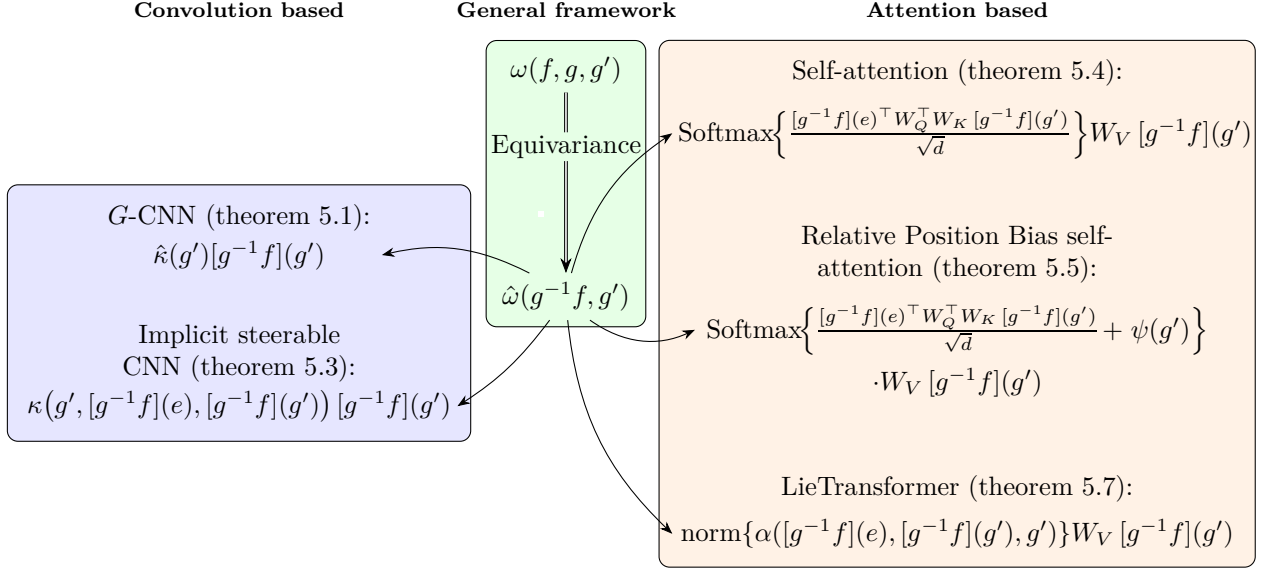 Convolution based
General framework
Attention based
G-CNN (theorem 5.1):
κ̂(g′)[g⁻¹f](g′)
Implicit steerable
CNN (theorem 5.3):
κ(g′, [g⁻¹f](e), [g⁻¹f](g′)) [g⁻¹f](g′)
ω(f, g, g′)
Equivariance
ω̂(g⁻¹f, g′)
Self-attention (theorem 5.4):
Softmax{ [g⁻¹f](e)^⊤ W_Q^⊤ W_K [g⁻¹f](g′) / √d } W_V [g⁻¹f](g′)
Relative Position Bias self-
attention (theorem 5.5):
Softmax{ [g⁻¹f](e)^⊤ W_Q^⊤ W_K [g⁻¹f](g′) / √d + ψ(g′) }
·W_V [g⁻¹f](g′)
LieTransformer (theorem 5.7):
norm{α([g⁻¹f](e), [g⁻¹f](g′), g′)}W_V [g⁻¹f](g′)